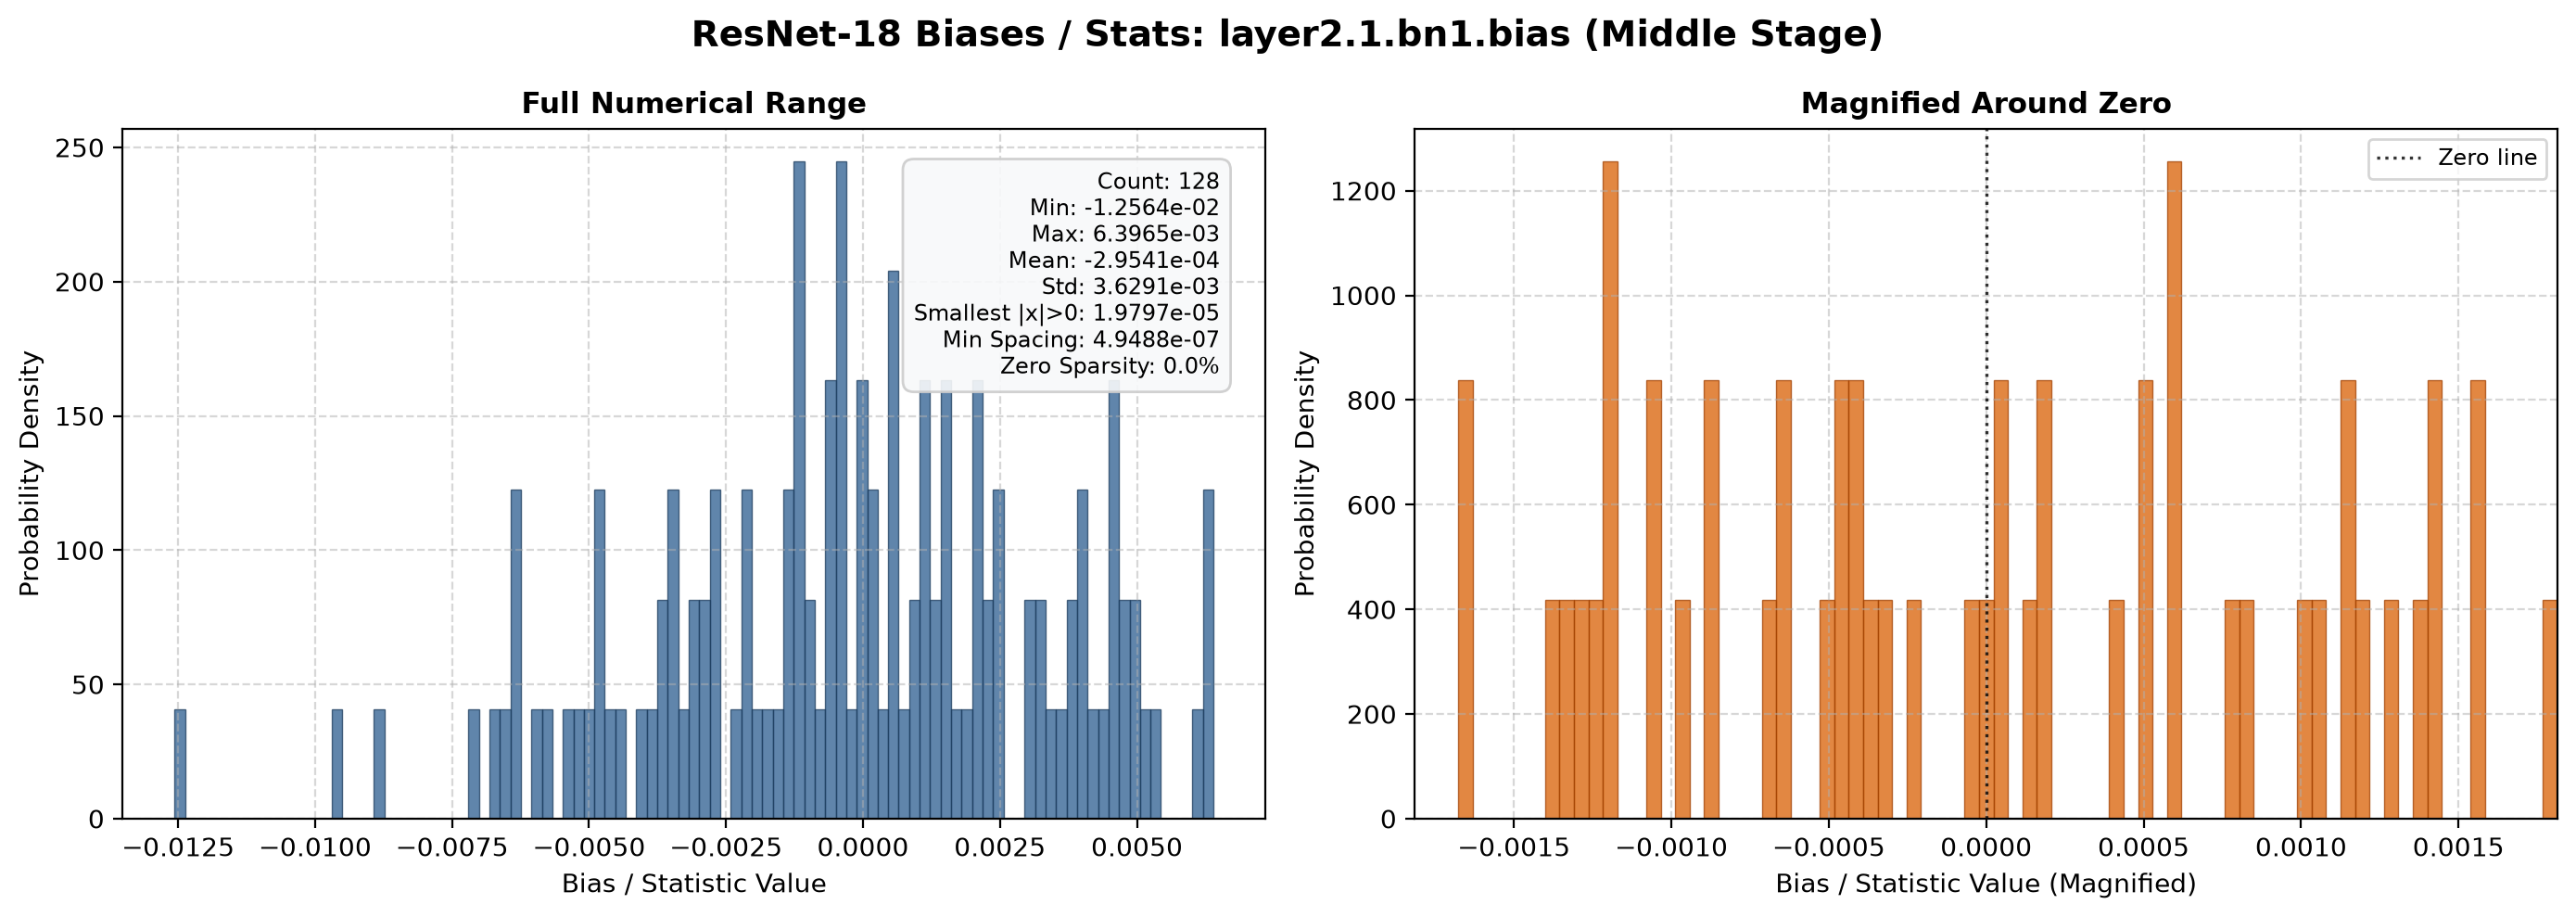 ResNet-18 Biases / Stats: layer2.1.bn1.bias (Middle Stage)
Full Numerical Range
Probability Density
250
200
150
100
50
0
Count: 128
Min: -1.2564e-02
Max: 6.3965e-03
Mean: -2.9541e-04
Std: 3.6291e-03
Smallest |x|>0: 1.9797e-05
Min Spacing: 4.9488e-07
Zero Sparsity: 0.0%
−0.0125 −0.0100 −0.0075 −0.0050 −0.0025 0.0000 0.0025 0.0050
Bias / Statistic Value
Magnified Around Zero
Probability Density
1200
1000
800
600
400
200
0
Zero line
−0.0015 −0.0010 −0.0005 0.0000 0.0005 0.0010 0.0015
Bias / Statistic Value (Magnified)